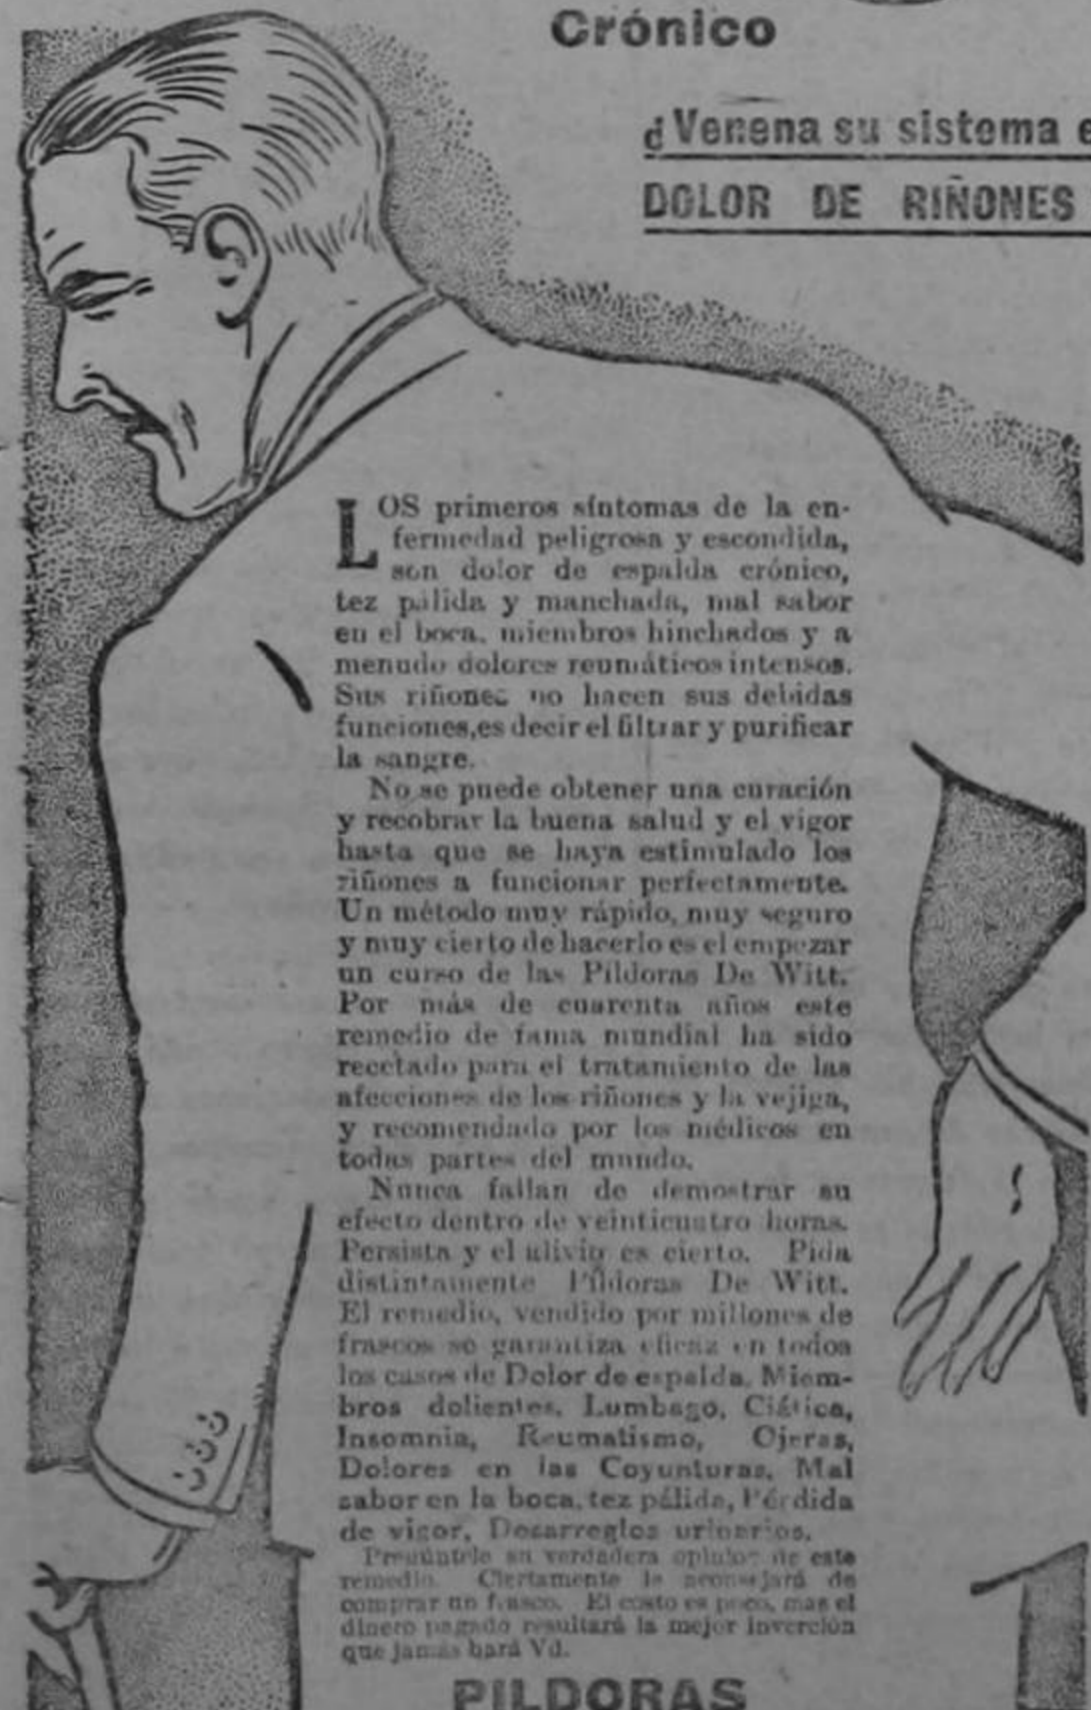 Crónico
¿Venena su sistema e
DOLOR DE RIÑONES
LOS primeros síntomas de la en-
fermedad peligrosa y escondida,
son dolor de espalda crónico,
tez pálida y manchada, mal sabor
en el boca, miembros hinchados y a
menudo dolores reumáticos intensos.
Sus riñones no hacen sus debidas
funciones,es decir el filtrar y purificar
la sangre.
No se puede obtener una curación
y recobrar la buena salud y el vigor
hasta que se haya estimulado los
riñones a funcionar perfectamente.
Un método muy rápido, muy seguro
y muy cierto de hacerlo es el empezar
un curso de las Píldoras De Witt.
Por más de cuarenta años este
remedio de fama mundial ha sido
recetado para el tratamiento de las
afecciones de los riñones y la vejiga,
y recomendado por los médicos en
todas partes del mundo.
Nunca fallan de demostrar su
efecto dentro de veinticuatro horas.
Persista y el alivio es cierto. Pida
distintamente Píldoras De Witt.
El remedio, vendido por millones de
frascos se garantiza eficaz en todos
los casos de Dolor de espalda, Miem-
bros dolientes, Lumbago, Ciática,
Insomnia, Reumatismo, Ojeras,
Dolores en las Coyunturas, Mal
sabor en la boca, tez pálida, Pérdida
de vigor, Desarreglos urinarios.
Pregúntele su verdadera opinión de este
remedio. Ciertamente le aconsejará de
comprar un frasco. El costo es poco, mas el
dinero pagado resultará la mejor inverción
que jamás hará Vd.
PILDORAS